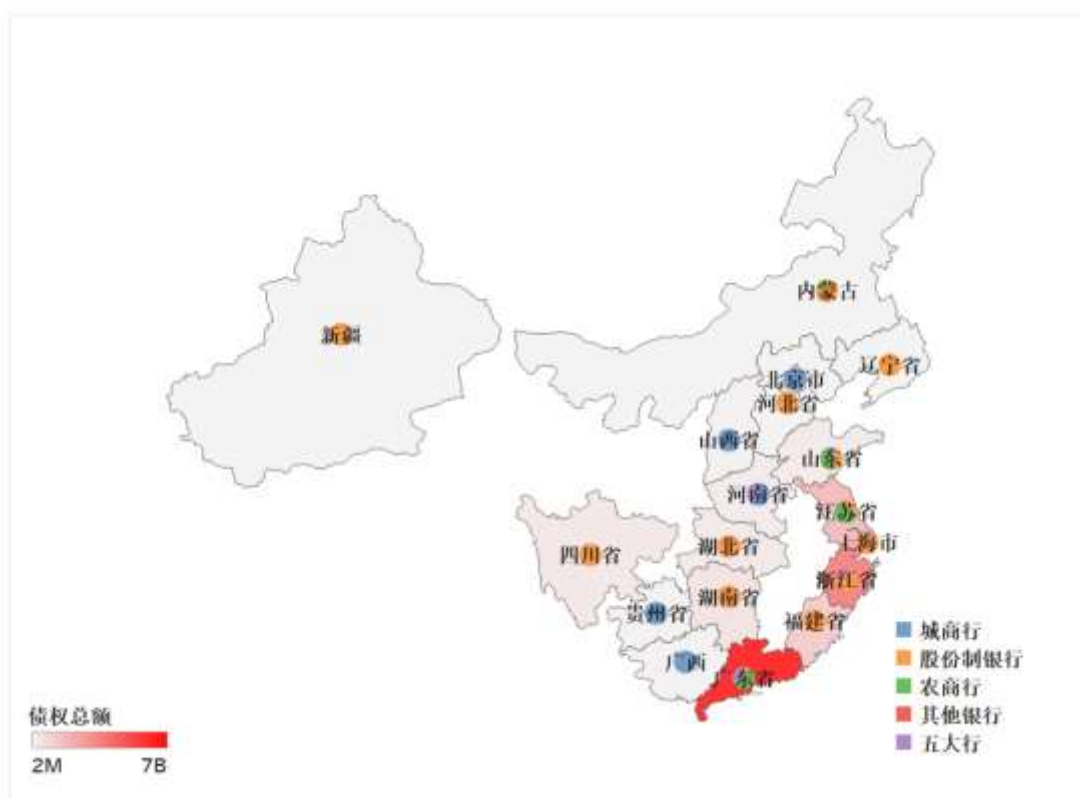 内蒙古
新疆
辽宁省
北京市
河北省
山西省
山东省
河南省
江苏省
上海市
湖北省
四川省
浙江省
湖南省
贵州省
福建省
广西
广东省
城商行
股份制银行
农商行
其他银行
五大行
债权总额
2M
7B